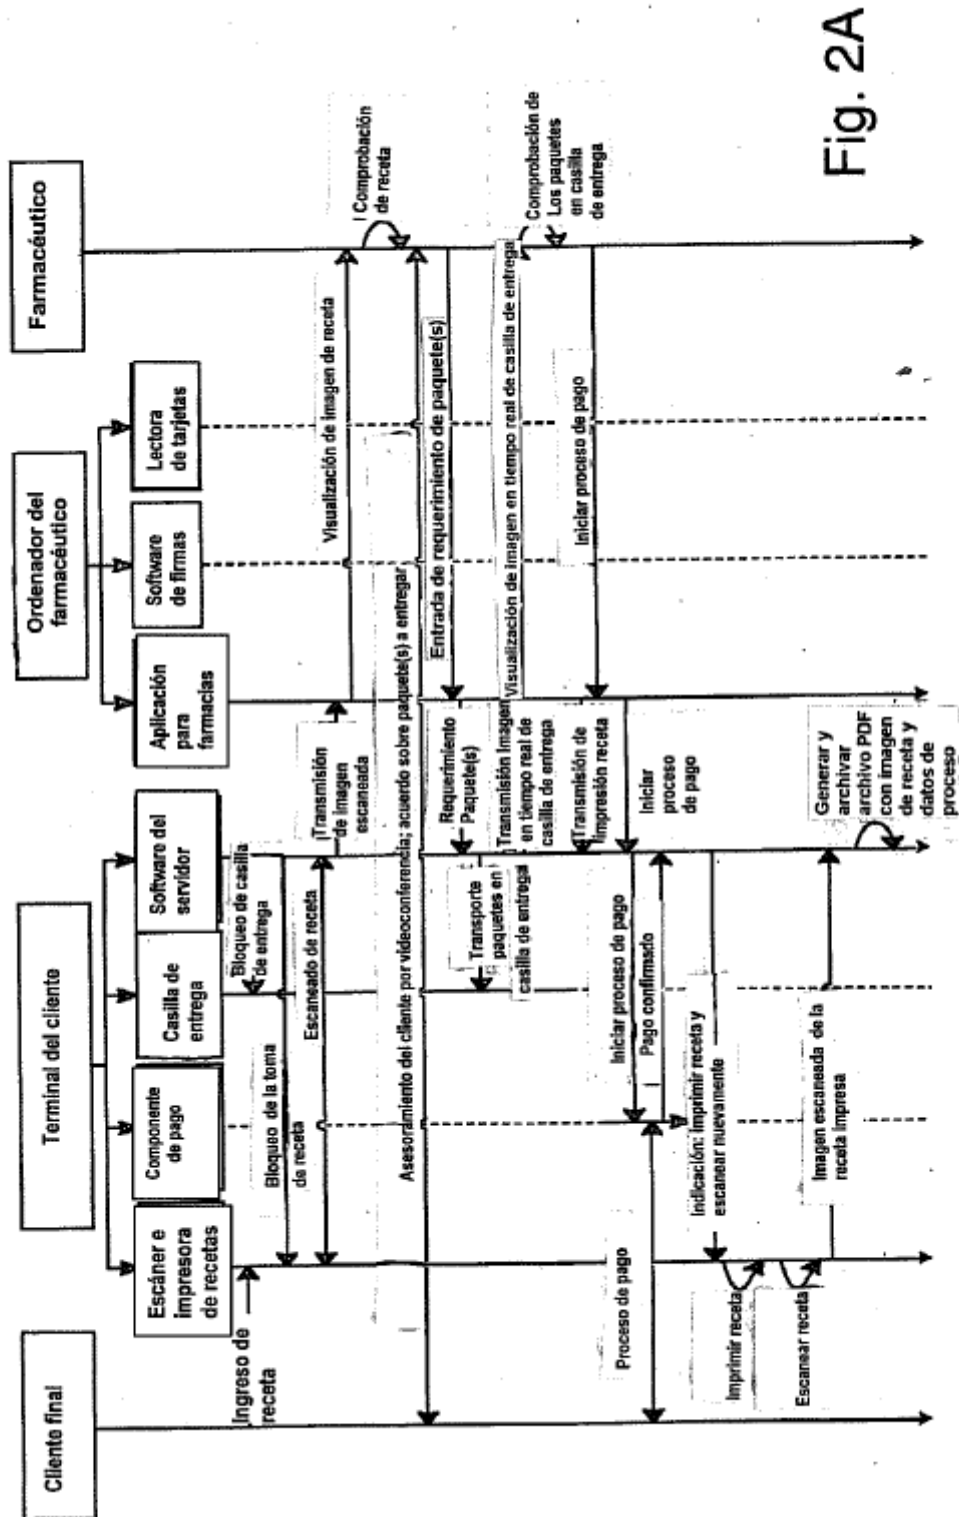 Cliente final
Terminal del cliente
Ordenador del
farmacéutico
Farmacéutico
Escáner e
impresora
de recetas
Componente
de pago
Casilla de
entrega
Software del
servidor
Aplicación
para
farmacias
Software
de firmas
Lectora
de tarjetas
Ingreso de
receta
Bloqueo de casilla
de entrega
Bloqueo de la toma
de receta
Escaneado de receta
Transmisión
de imagen
escaneada
Visualización de imagen de receta
Comprobación
de receta
Asesoramiento del cliente por videoconferencia; acuerdo sobre paquete(s) a entregar
Entrada de requerimiento de paquete(s)
Requerimiento
Paquete(s)
Transporte
paquetes en
casilla de entrega
Transmisión Imagen
en tiempo real de
casilla de entrega
Visualización de imagen en tiempo real de casilla de entrega
Comprobación de
Los paquetes
en casilla
de entrega
Transmisión de
impresión receta
Iniciar proceso de pago
Iniciar
proceso
de pago
Iniciar proceso de pago
Pago confirmado
Proceso de pago
Indicación: Imprimir receta y
escanear nuevamente
Imprimir receta
Escanear receta
Imagen escaneada de la
receta impresa
Generar y
archivar
archivo PDF
con imagen
de receta y
datos de
proceso
Fig. 2A